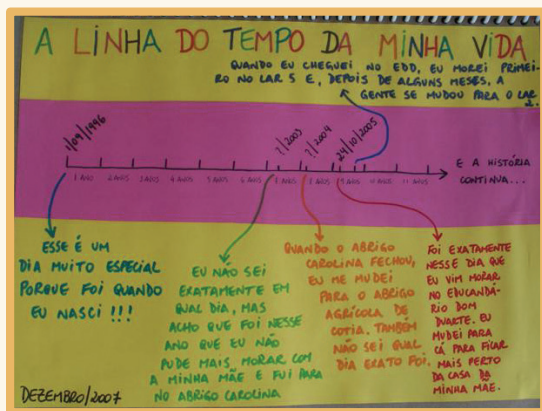 A LINHA DO TEMPO DA MINHA VIDA
QUANDO EU CHEGUEI NO EDD, EU MOREI PRIMEI-
RO NO LAR 5 E, DEPOIS DE ALGUNS MESES, A
GENTE SE MUDOU PARA O LAR
2.
1/09/1996
?/2003
?/2004
24/10/2005
1 ANO 2 ANOS 3 ANOS 4 ANOS 5 ANOS 6 ANOS 7 ANOS 8 ANOS 9 ANOS 10 ANOS 11 ANOS
E A HISTÓRIA
CONTINUA...
ESSE É UM
DIA MUITO ESPECIAL
PORQUE FOI QUANDO
EU NASCI!!!
EU NÃO SEI
EXATAMENTE EM
QUAL DIA, MAS
ACHO QUE FOI NESSE
ANO QUE EU NÃO
PUDE MAIS MORAR COM
A MINHA MÃE E FUI PARA
NO ABRIGO CAROLINA
QUANDO O ABRIGO
CAROLINA FECHOU,
EU ME MUDEI
PARA O ABRIGO
AGRÍCOLA DE
COTIA. TAMBÉM
NÃO SEI QUAL
DIA EXATO FOI.
FOI EXATAMENTE
NESSE DIA QUE
EU VIM MORAR
NO EDUCANDÁ-
RIO DOM
DUARTE. EU
MUDEI PARA
CÁ PARA FICAR
MAIS PERTO
DA CASA DA
MINHA MÃE.
DEZEMBRO/2007